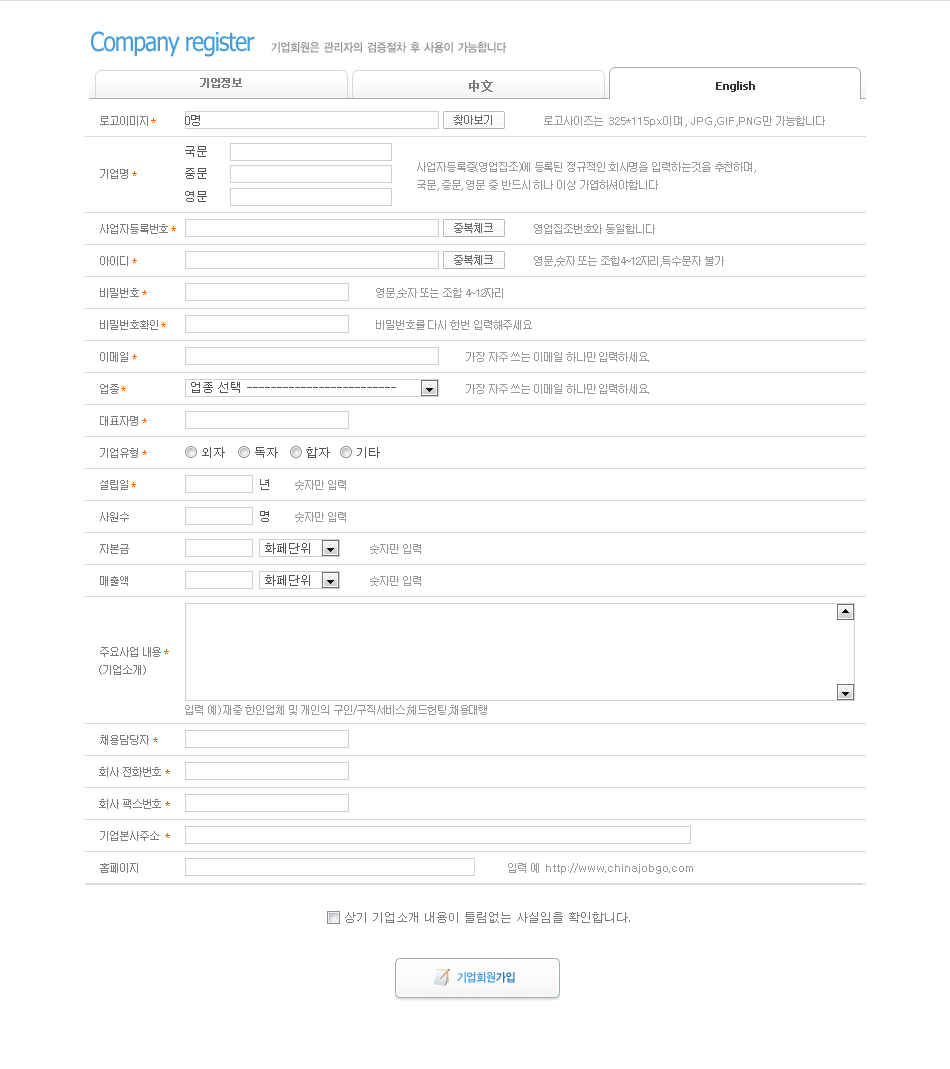 Company register 기업회원은 관리자의 검증절차 후 사용이 가능합니다
기업정보 中文 English
로고이미지* 0명 찾아보기 로고사이즈는 325*115px이며, JPG,GIF,PNG만 가능합니다
기업명 *
국문
중문
영문
사업자등록증(영업집조)에 등록된 정규적인 회사명을 입력하는것을 추천하며,
국문, 중문, 영문 중 반드시 하나 이상 가엽하셔야합니다
사업자등록번호 * 중복체크 영업집조번호와 동일합니다
아이디 * 중복체크 영문,숫자 또는 조합4~12자리,특수문자 불가
비밀번호 * 영문,숫자 또는 조합 4~12자리
비밀번호확인 * 비밀번호를 다시 한번 입력해주세요
이메일 * 가장 자주 쓰는 이메일 하나만 입력하세요.
업종* 업종 선택 ------------------------- 가장 자주 쓰는 이메일 하나만 입력하세요.
대표자명 *
기업유형 * 외자 독자 합자 기타
설립일* 년 숫자만 입력
사원수 명 숫자만 입력
자본금 화폐단위 숫자만 입력
매출액 화폐단위 숫자만 입력
주요사업 내용 *
(기업소개)
입력 예) 재중 한인업체 및 개인의 구인/구직서비스,헤드헌팅,채용대행
채용담당자 *
회사 전화번호 *
회사 팩스번호 *
기업본사주소 *
홈페이지 입력 예 http://www.chinajobgo.com
상기 기업소개 내용이 틀림없는 사실임을 확인합니다.
기업회원가입